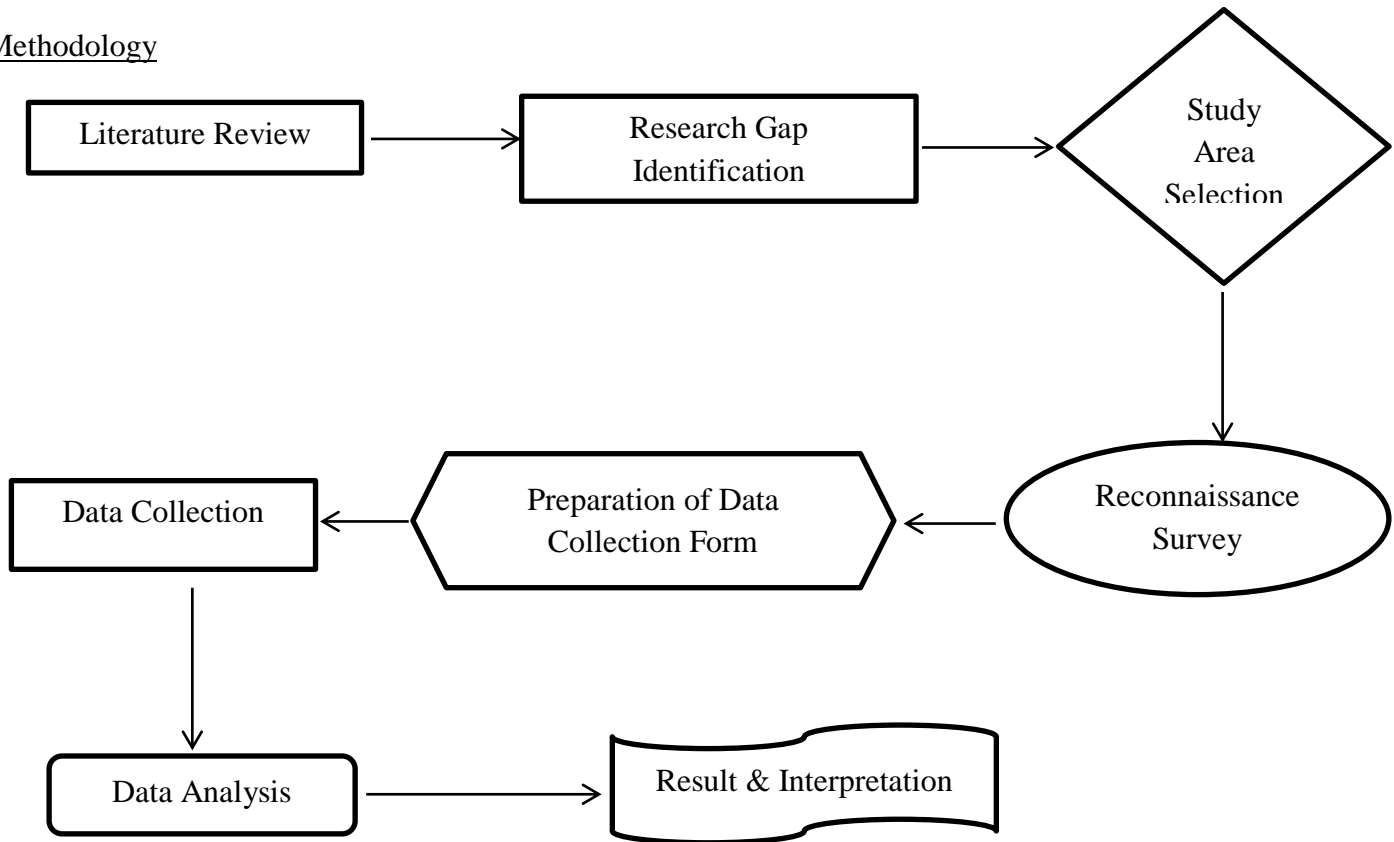 Methodology
Literature Review
Research Gap
Identification
Study
Area
Selection
Reconnaissance
Survey
Preparation of Data
Collection Form
Data Collection
Data Analysis
Result & Interpretation